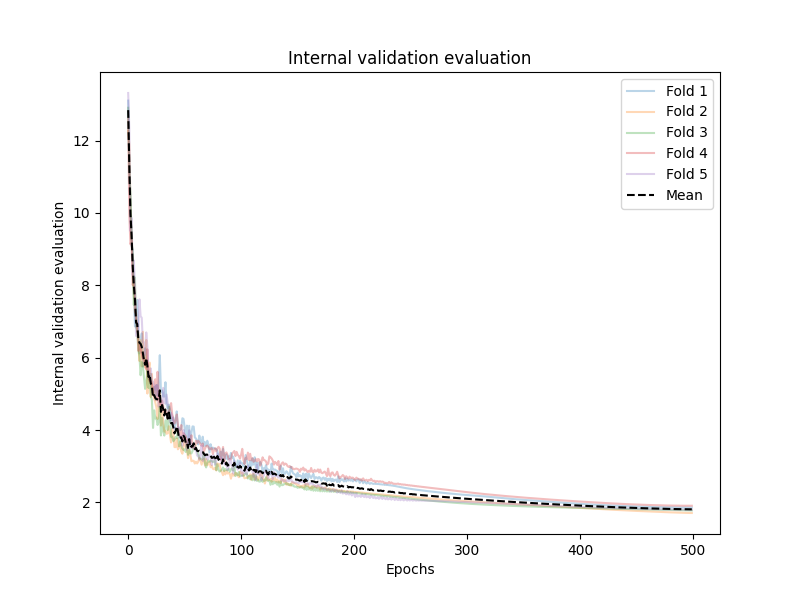 Internal validation evaluation
Internal validation evaluation
12
10
8
6
4
2
0
100
200
300
400
500
Epochs
Fold 1
Fold 2
Fold 3
Fold 4
Fold 5
Mean